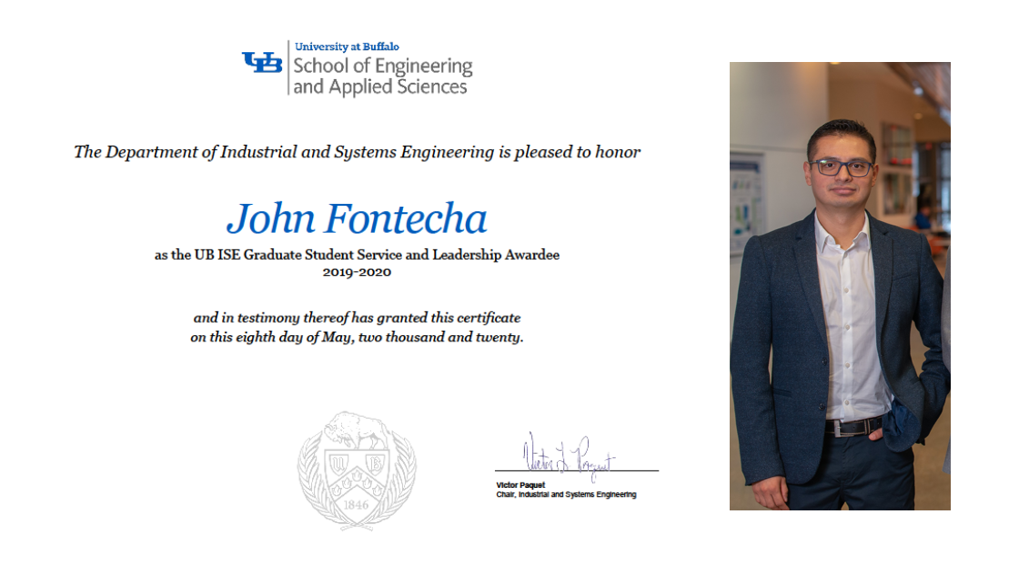 UB
University at Buffalo
School of Engineering
and Applied Sciences
The Department of Industrial and Systems Engineering is pleased to honor
John Fontecha
as the UB ISE Graduate Student Service and Leadership Awardee
2019-2020
and in testimony thereof has granted this certificate
on this eighth day of May, two thousand and twenty.
U B
1846
Victor Paquet
Victor Paquet
Chair, Industrial and Systems Engineering